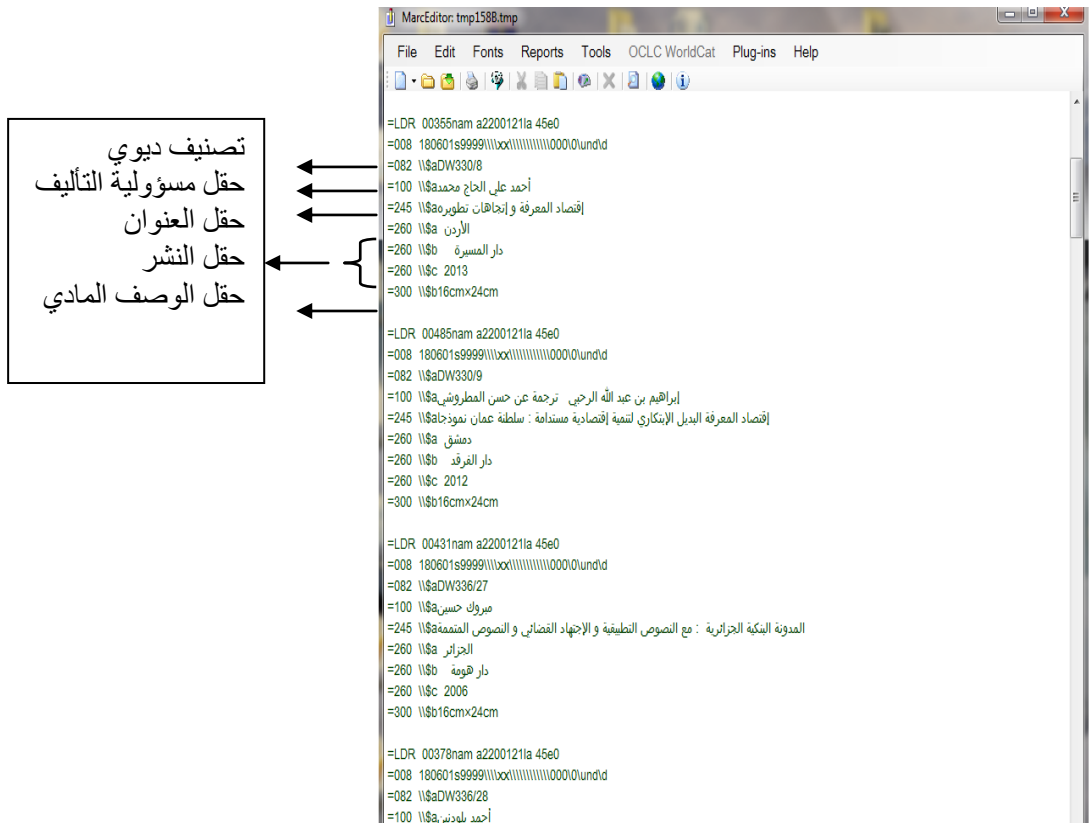 MarcEditor: tmp158B.tmp
File Edit Fonts Reports Tools OCLC WorldCat Plug-ins Help
تصنيف ديوي
حقل مسؤولية التأليف
حقل العنوان
حقل النشر
حقل الوصف المادي
=LDR 00355nam a2200121Ia 45e0
=008 180601s9999\\\\xx\\\\\\\\\\\\000\0\und\d
=082 \\$aDW330/8
=100 \\$aأحمد علي الحاج محمد
=245 \\$aإقتصاد المعرفة و إتجاهات تطويره
=260 \\$a الأردن
=260 \\$b دار المسيرة
=260 \\$c 2013
=300 \\$b16cm×24cm
=LDR 00485nam a2200121Ia 45e0
=008 180601s9999\\\\xx\\\\\\\\\\\\000\0\und\d
=082 \\$aDW330/9
=100 \\$aإبراهيم بن عبد الله الرحبي ترجمة عن حسن المطروشي
=245 \\$aإقتصاد المعرفة البديل الإبتكاري لتنمية إقتصادية مستدامة : سلطنة عمان نموذجا
=260 \\$a دمشق
=260 \\$b دار الفرقد
=260 \\$c 2012
=300 \\$b16cm×24cm
=LDR 00431nam a2200121Ia 45e0
=008 180601s9999\\\\xx\\\\\\\\\\\\000\0\und\d
=082 \\$aDW336/27
=100 \\$aمبروك حسين
=245 \\$aالمدونة البنكية الجزائرية : مع النصوص التطبيقية و الإجتهاد القضائي و النصوص المتممة
=260 \\$a الجزائر
=260 \\$b دار هومة
=260 \\$c 2006
=300 \\$b16cm×24cm
=LDR 00378nam a2200121Ia 45e0
=008 180601s9999\\\\xx\\\\\\\\\\\\000\0\und\d
=082 \\$aDW336/28
=100 \\$aأحمد بلودنين